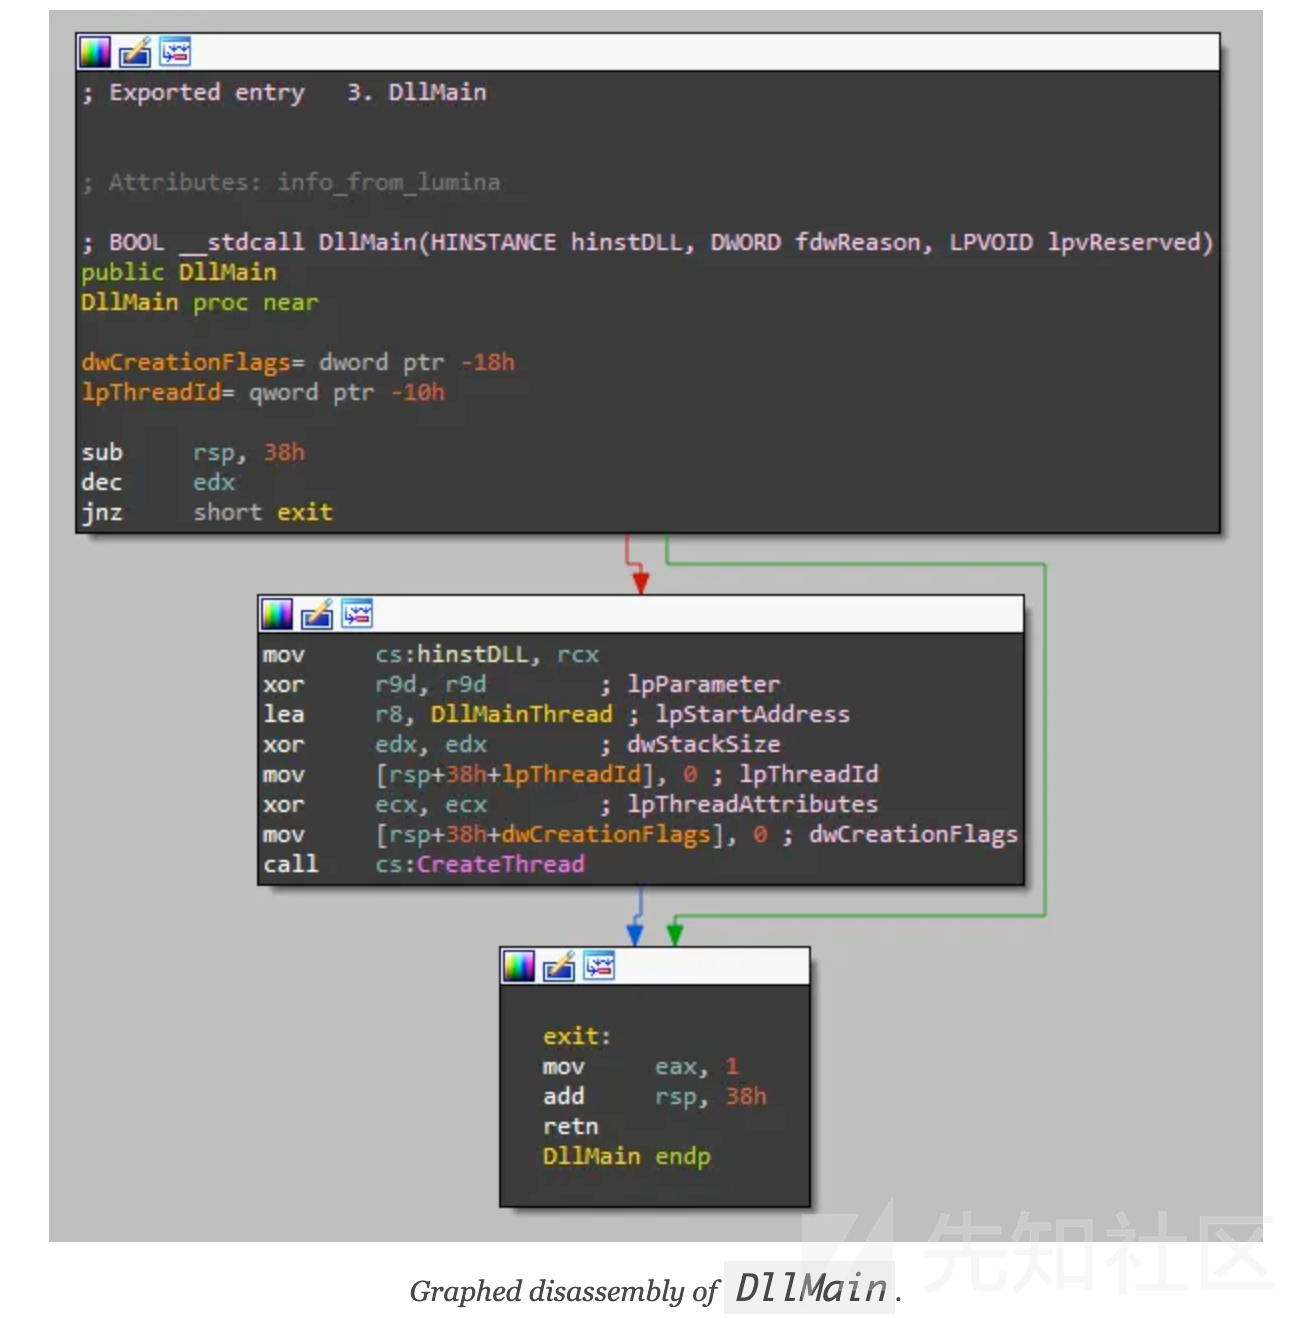 ; Exported entry   3. DllMain
; Attributes: info_from_lumina
; BOOL __stdcall DllMain(HINSTANCE hinstDLL, DWORD fdwReason, LPVOID lpvReserved)
public DllMain
DllMain proc near
dwCreationFlags= dword ptr -18h
lpThreadId= qword ptr -10h
sub     rsp, 38h
dec     edx
jnz     short exit
mov     cs:hinstDLL, rcx
xor     r9d, r9d        ; lpParameter
lea     r8, DllMainThread ; lpStartAddress
xor     edx, edx        ; dwStackSize
mov     [rsp+38h+lpThreadId], 0 ; lpThreadId
xor     ecx, ecx        ; lpThreadAttributes
mov     [rsp+38h+dwCreationFlags], 0 ; dwCreationFlags
call    cs:CreateThread
exit:
mov     eax, 1
add     rsp, 38h
retn
DllMain endp
先知社区
Graphed disassembly of DllMain.